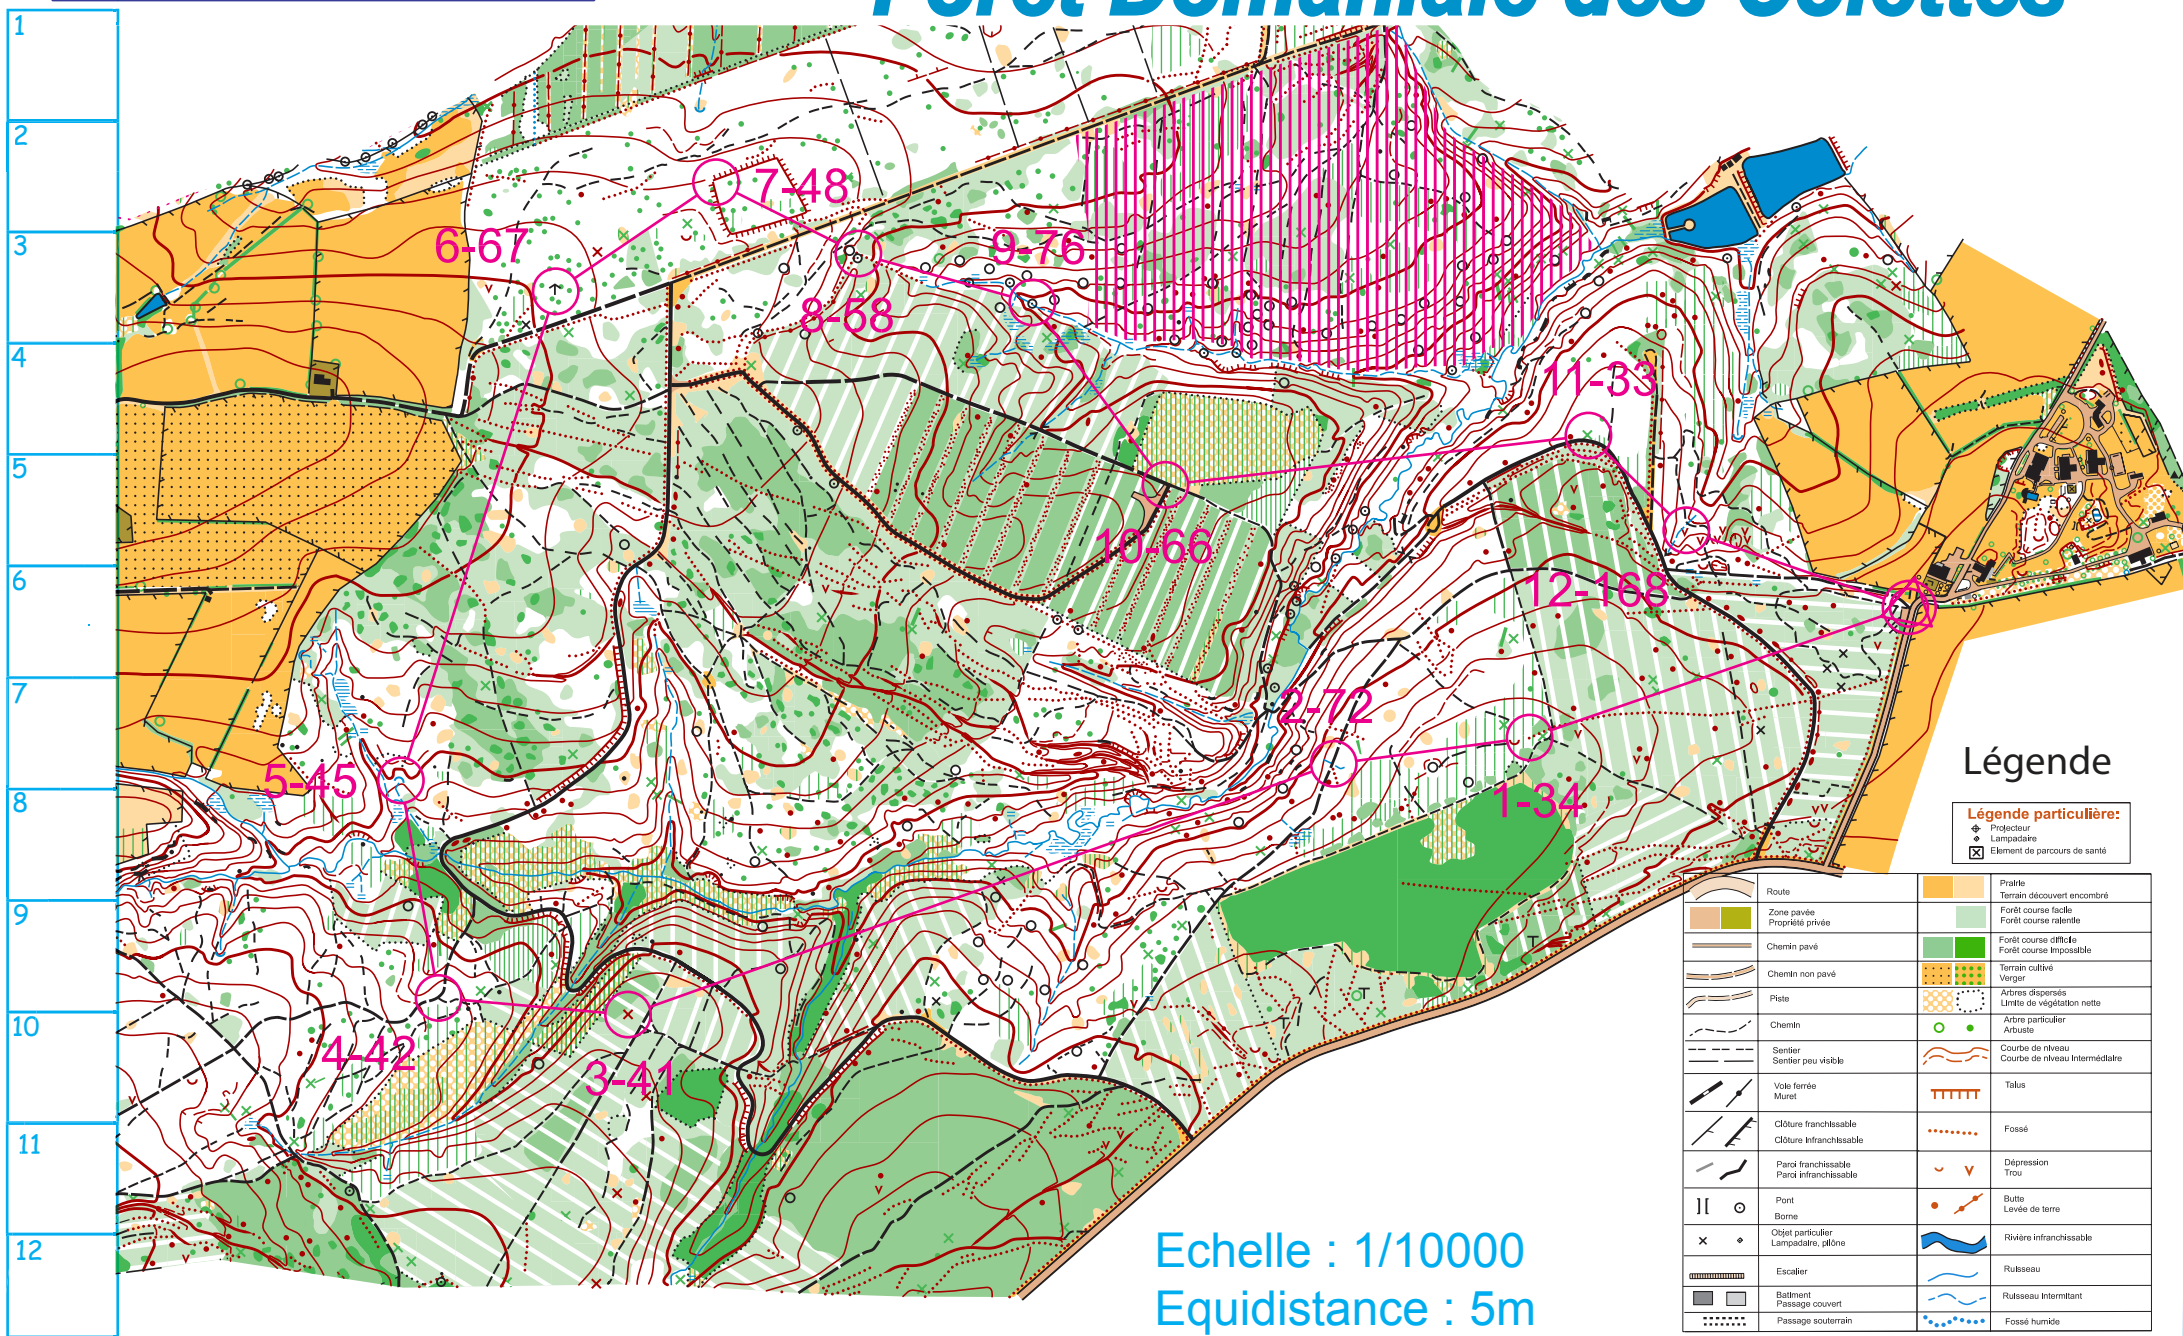 Forêt Domaniale des Colettes
1
2
3
4
5
6
7
8
9
10
11
12
7-48
6-67
9-76
8-58
11-33
10-66
12-168
2-72
5-45
1-34
4-42
3-41
Légende
Légende particulière:
Projecteur
Lampadaire
Element de parcours de santé
Route
Zone pavée
Propriété privée
Chemin pavé
Chemin non pavé
Piste
Chemin
Sentier
Sentier peu visible
Voie ferrée
Muret
Clôture franchissable
Clôture infranchissable
Paroi franchissable
Paroi infranchissable
Pont
Borne
Objet particulier
Lampadaire, pilône
Escalier
Batiment
Passage couvert
Passage souterrain
Prairie
Terrain découvert encombré
Forêt course facile
Forêt course ralentie
Forêt course difficile
Forêt course impossible
Terrain cultivé
Verger
Arbres dispersés
Limite de végétation nette
Arbre particulier
Arbuste
Courbe de niveau
Courbe de niveau intermédiaire
Talus
Fossé
Dépression
Trou
Butte
Levée de terre
Rivière infranchissable
Ruisseau
Ruisseau intermitant
Fossé humide
Echelle : 1/10000
Equidistance : 5m